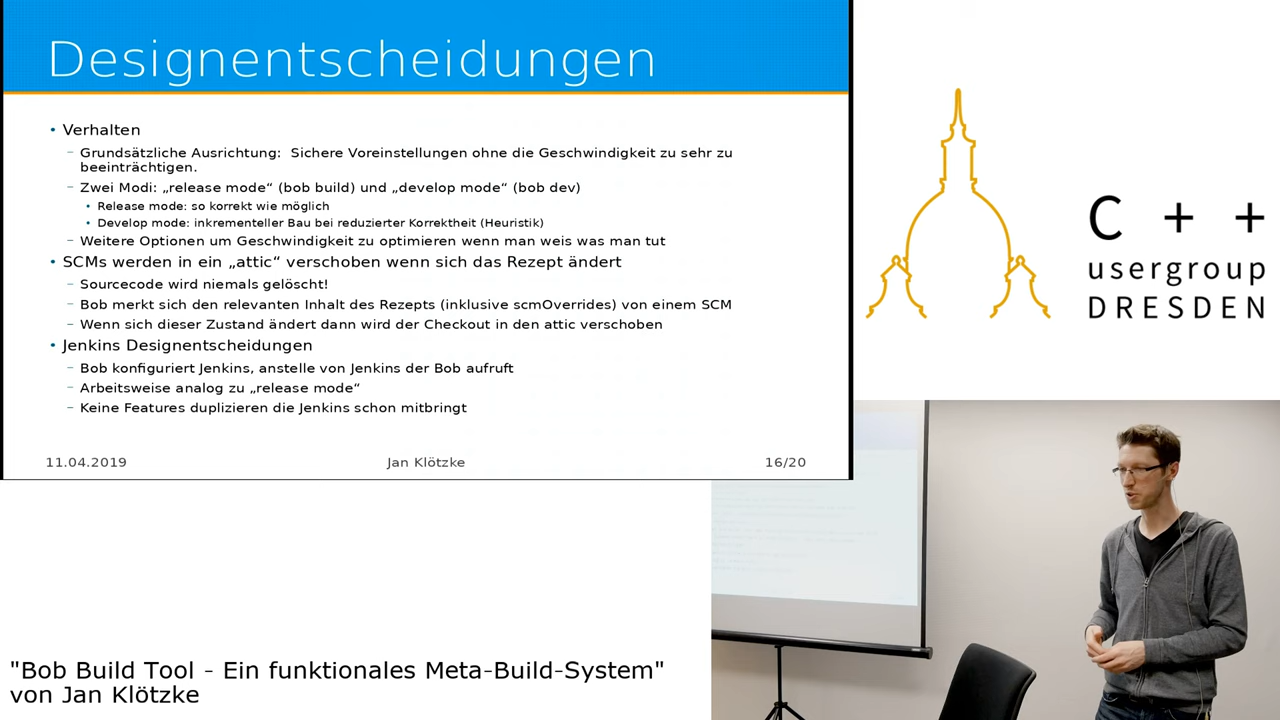 Designentscheidungen
• Verhalten
– Grundsätzliche Ausrichtung: Sichere Voreinstellungen ohne die Geschwindigkeit zu sehr zu
beeinträchtigen.
– Zwei Modi: „release mode“ (bob build) und „develop mode“ (bob dev)
• Release mode: so korrekt wie möglich
• Develop mode: inkrementeller Bau bei reduzierter Korrektheit (Heuristik)
– Weitere Optionen um Geschwindigkeit zu optimieren wenn man weis was man tut
• SCMs werden in ein „attic“ verschoben wenn sich das Rezept ändert
– Sourcecode wird niemals gelöscht!
– Bob merkt sich den relevanten Inhalt des Rezepts (inklusive scmOverrides) von einem SCM
– Wenn sich dieser Zustand ändert dann wird der Checkout in den attic verschoben
• Jenkins Designentscheidungen
– Bob konfiguriert Jenkins, anstelle von Jenkins der Bob aufruft
– Arbeitsweise analog zu „release mode“
– Keine Features duplizieren die Jenkins schon mitbringt
11.04.2019
Jan Klötzke
16/20
C + +
usergroup
DRESDEN
"Bob Build Tool - Ein funktionales Meta-Build-System"
von Jan Klötzke